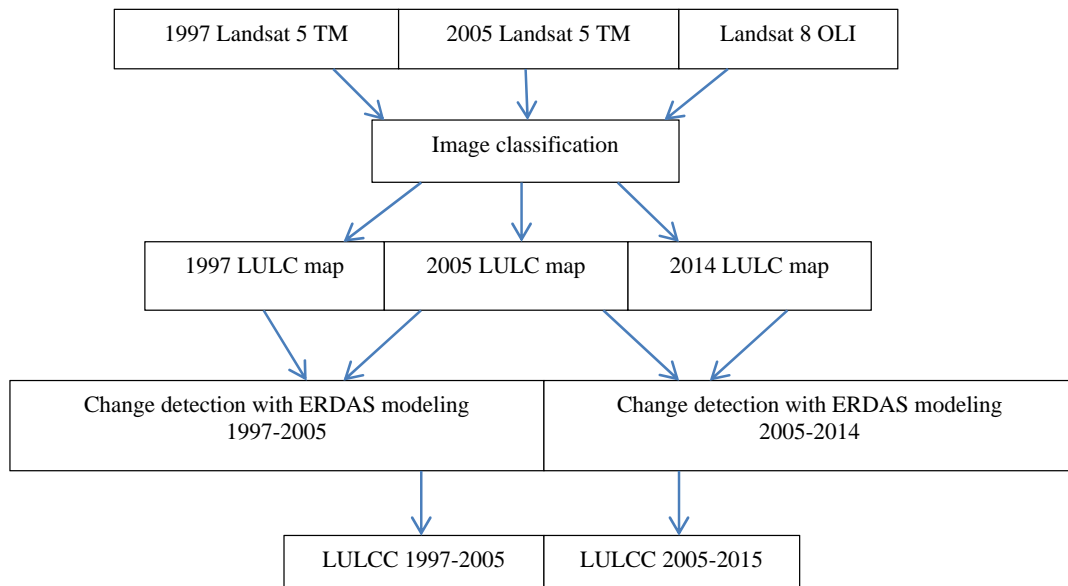 1997 Landsat 5 TM
2005 Landsat 5 TM
Landsat 8 OLI
Image classification
1997 LULC map
2005 LULC map
2014 LULC map
Change detection with ERDAS modeling
1997-2005
Change detection with ERDAS modeling
2005-2014
LULCC 1997-2005
LULCC 2005-2015